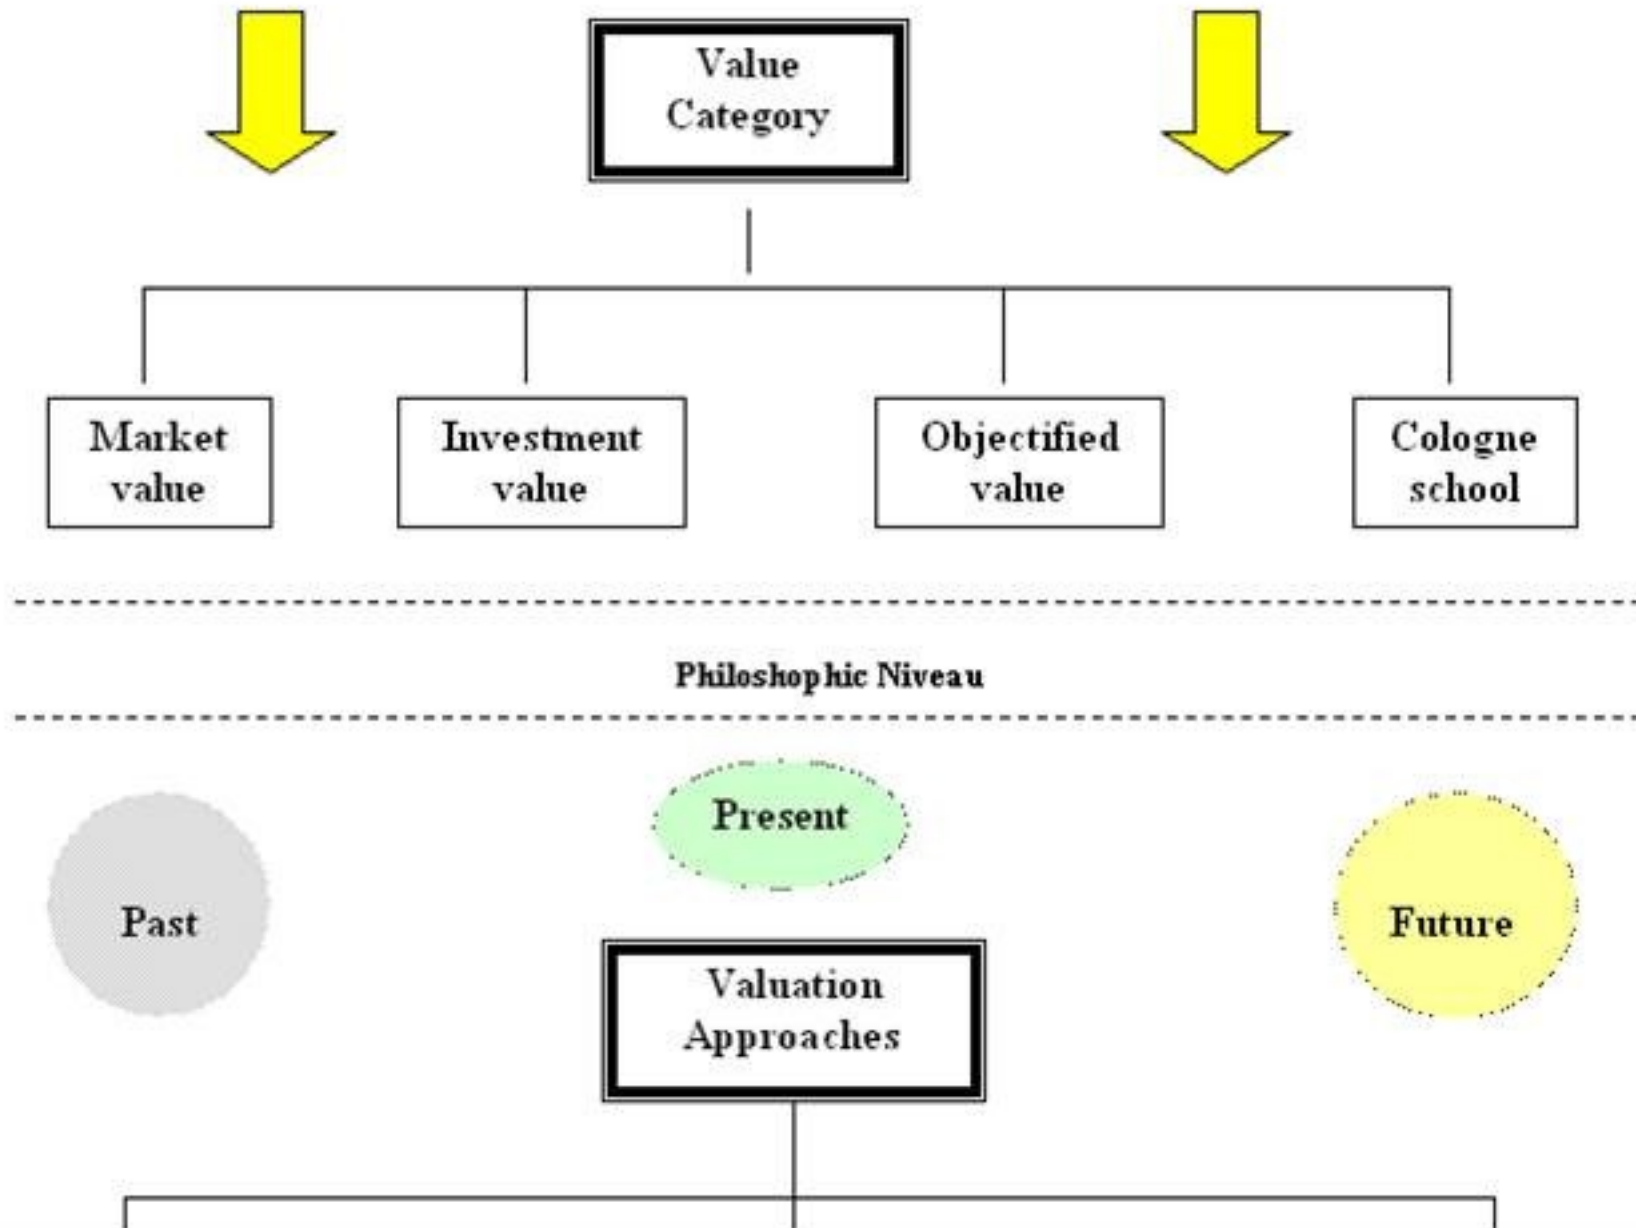 Value
Category
Market
value
Investment
value
Objectified
value
Cologne
school
Philoshophic Niveau
Present
Past
Future
Valuation
Approaches